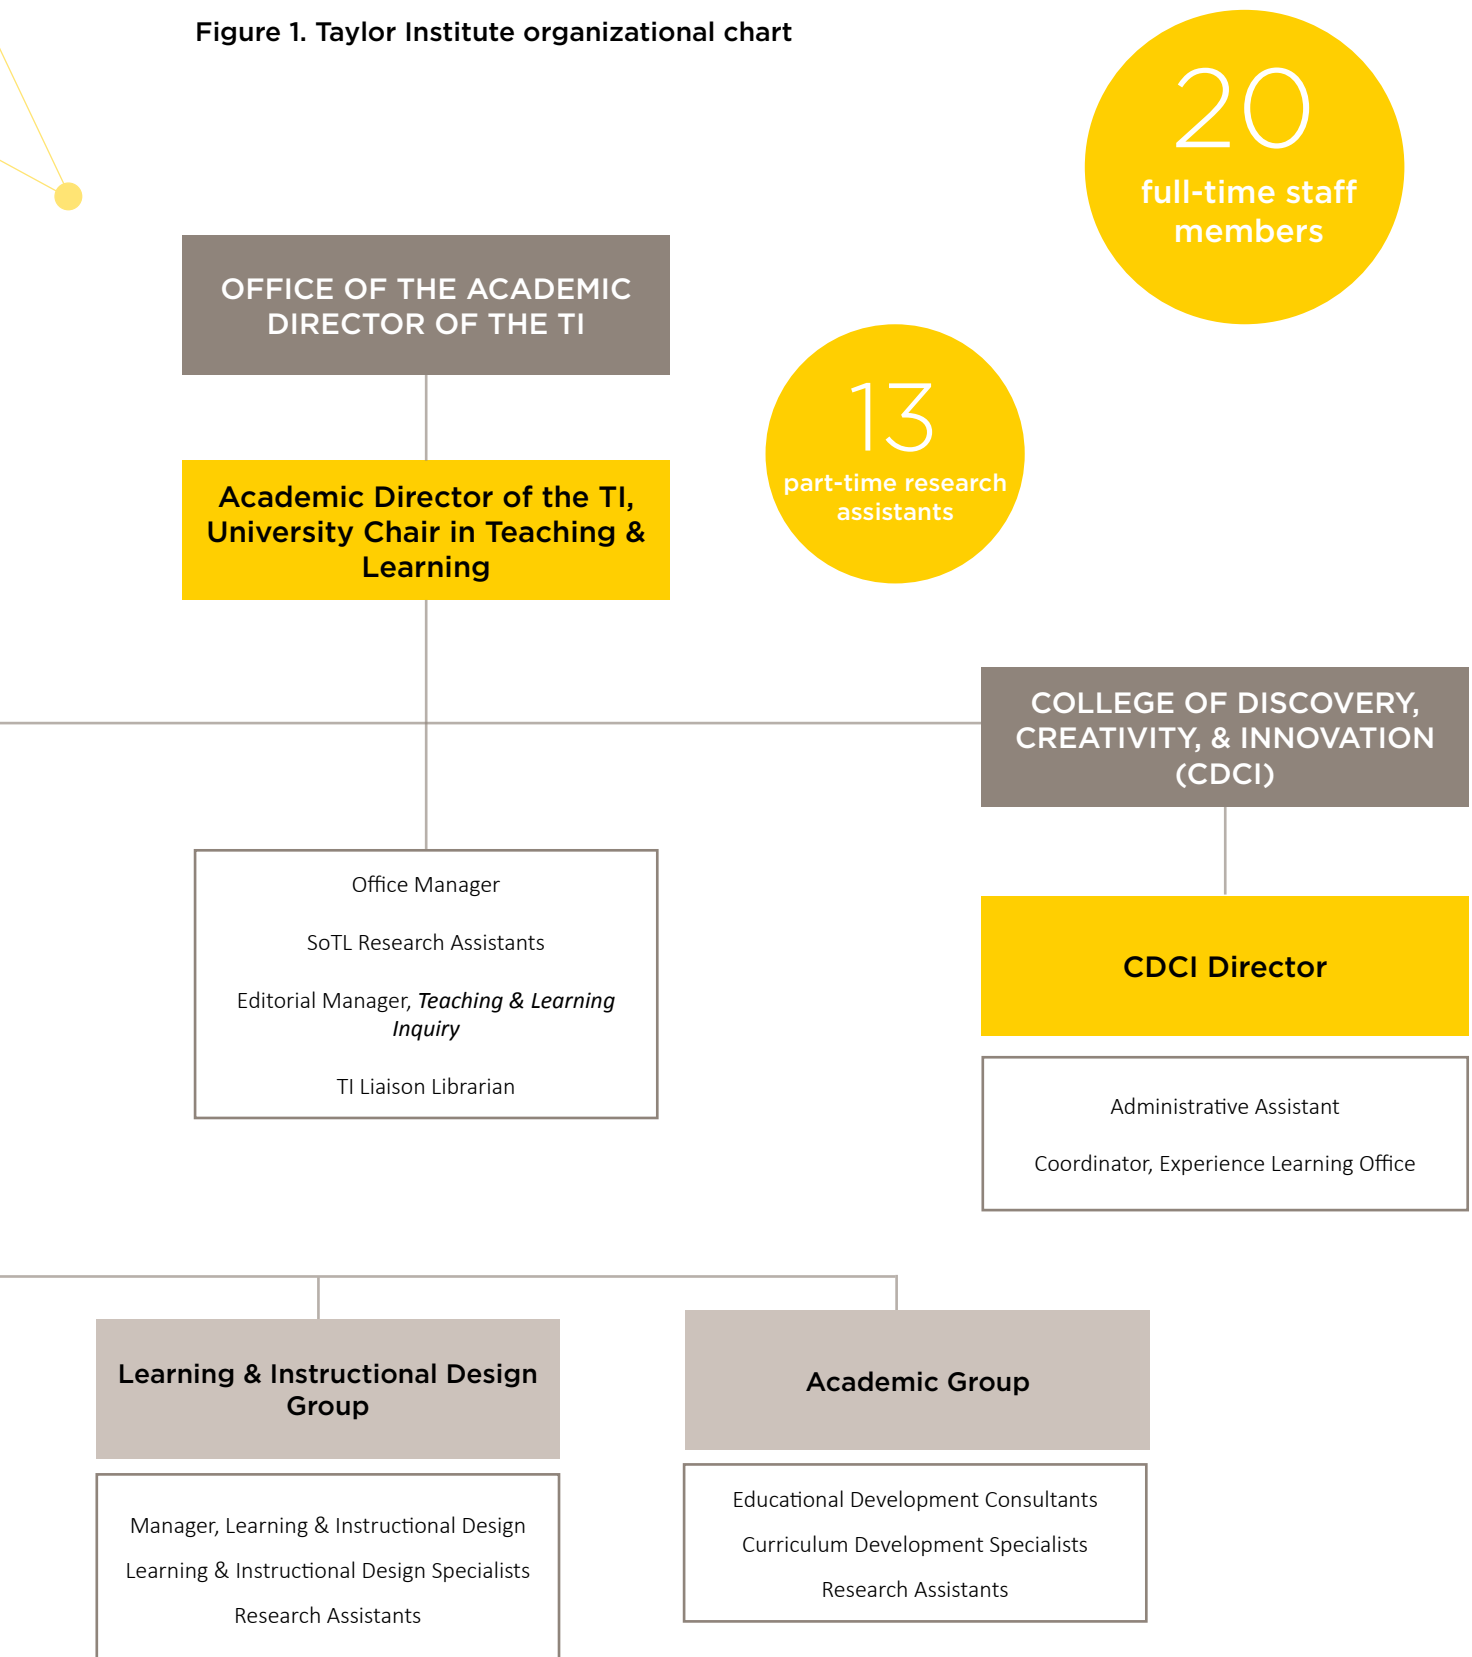 Figure 1. Taylor Institute organizational chart
20
full-time staff
members
OFFICE OF THE ACADEMIC
DIRECTOR OF THE TI
13
part-time research
assistants
Academic Director of the TI,
University Chair in Teaching &
Learning
COLLEGE OF DISCOVERY,
CREATIVITY, & INNOVATION
(CDCI)
Office Manager
SoTL Research Assistants
Editorial Manager, Teaching & Learning
Inquiry
TI Liaison Librarian
CDCI Director
Administrative Assistant
Coordinator, Experience Learning Office
Learning & Instructional Design
Group
Manager, Learning & Instructional Design
Learning & Instructional Design Specialists
Research Assistants
Academic Group
Educational Development Consultants
Curriculum Development Specialists
Research Assistants